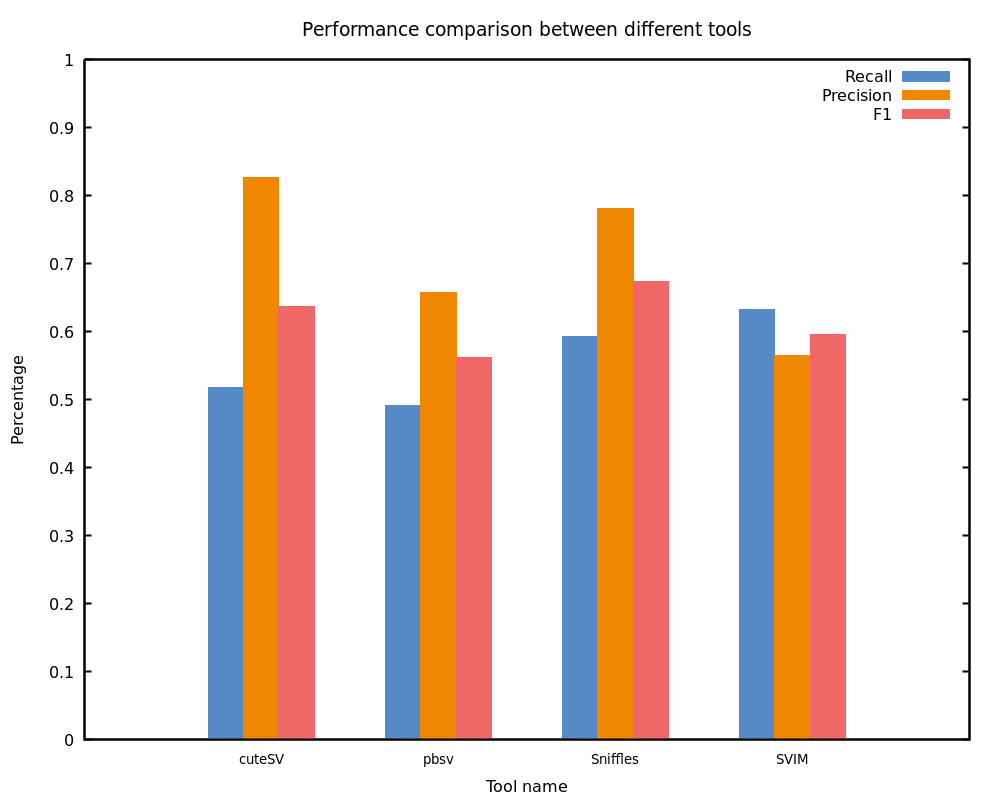 Performance comparison between different tools
Recall
Precision
F1
Percentage
1
0.9
0.8
0.7
0.6
0.5
0.4
0.3
0.2
0.1
0
cuteSV pbsv Sniffles SVIM
Tool name